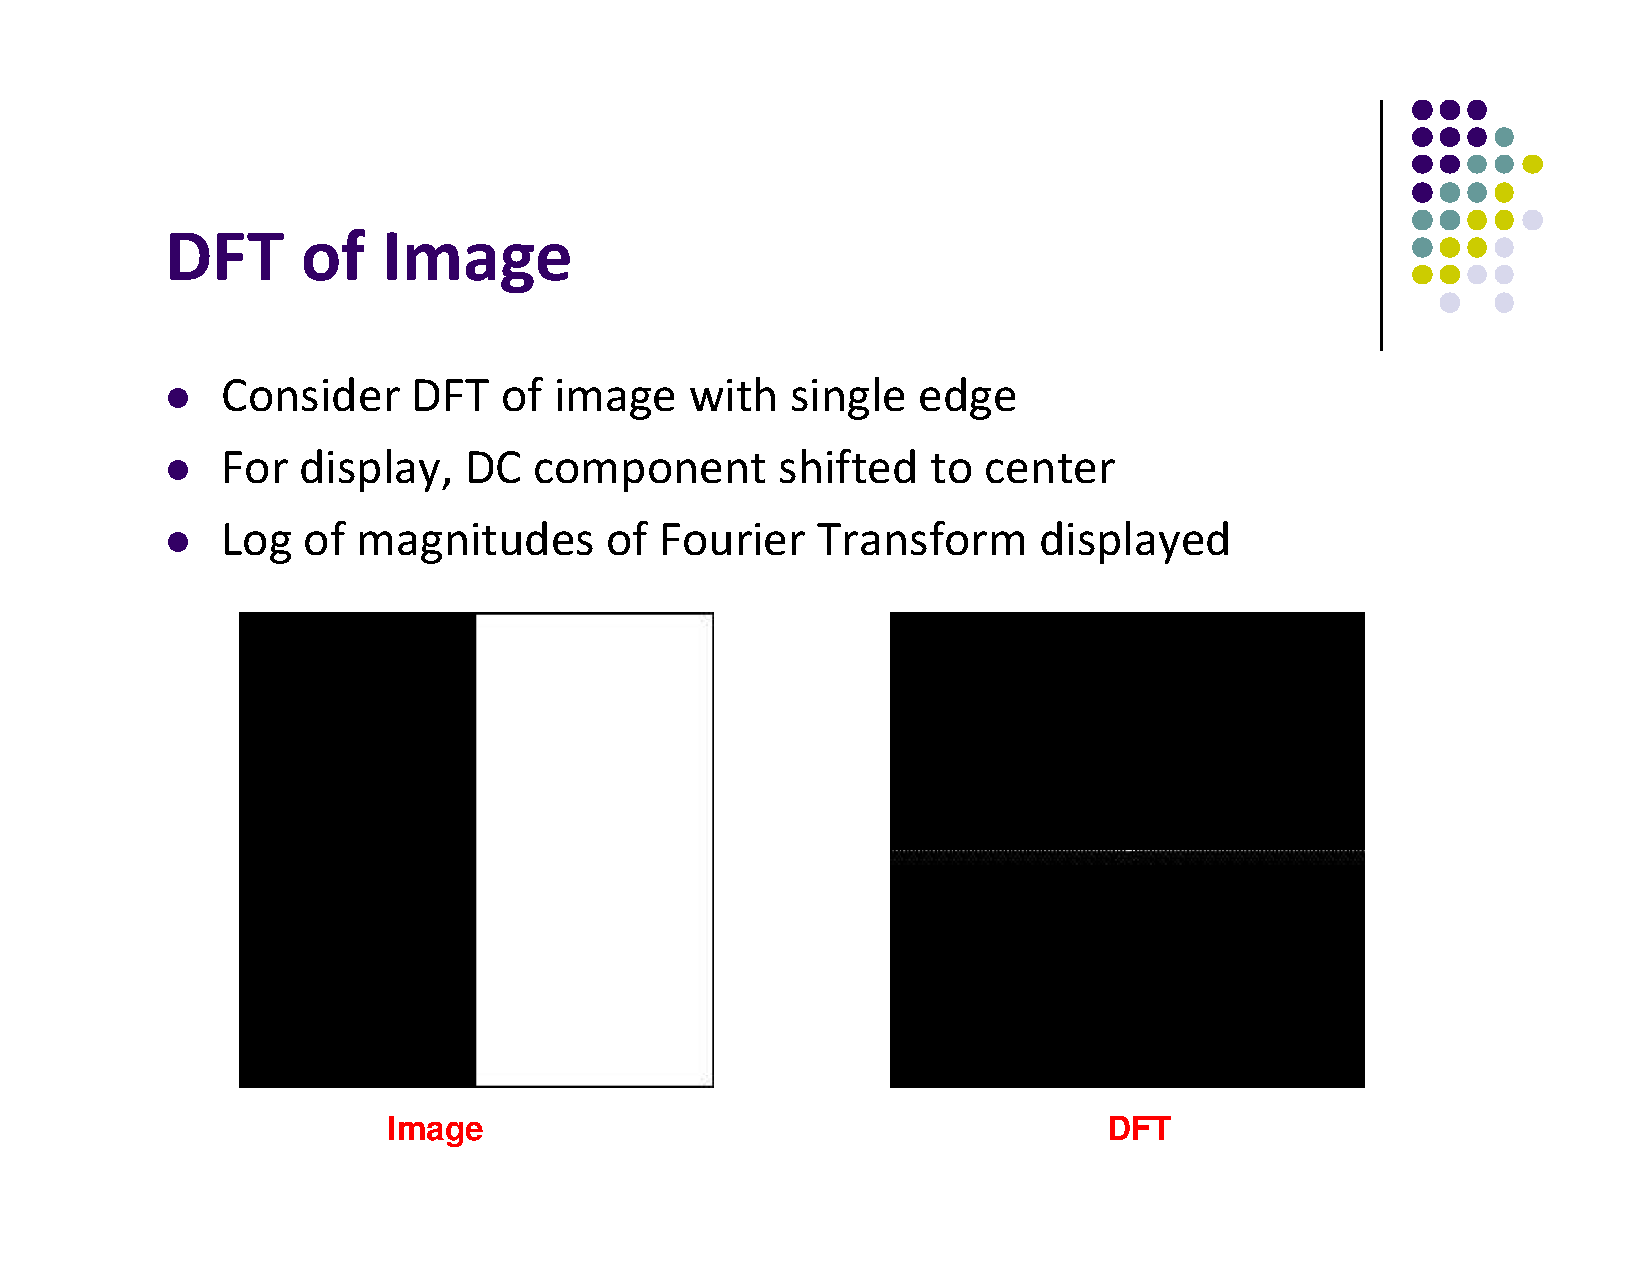 DFT of Image
Consider DFT of image with single edge
For display, DC component shifted to center
Log of magnitudes of Fourier Transform displayed
Image
DFT